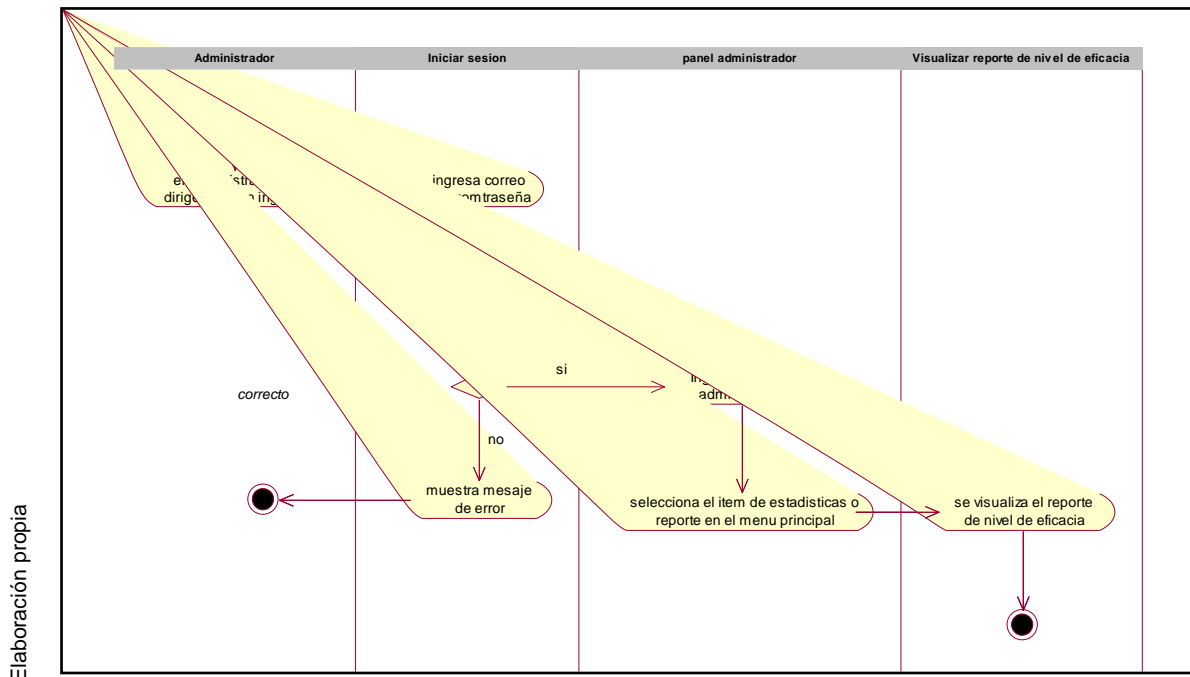 Administrador
Iniciar sesion
panel administrador
Visualizar reporte de nivel de eficacia
ingresa correo
si
correcto
no
muestra mesaje
de error
selecciona el item de estadisticas o
reporte en el menu principal
se visualiza el reporte
de nivel de eficacia
Elaboración propia